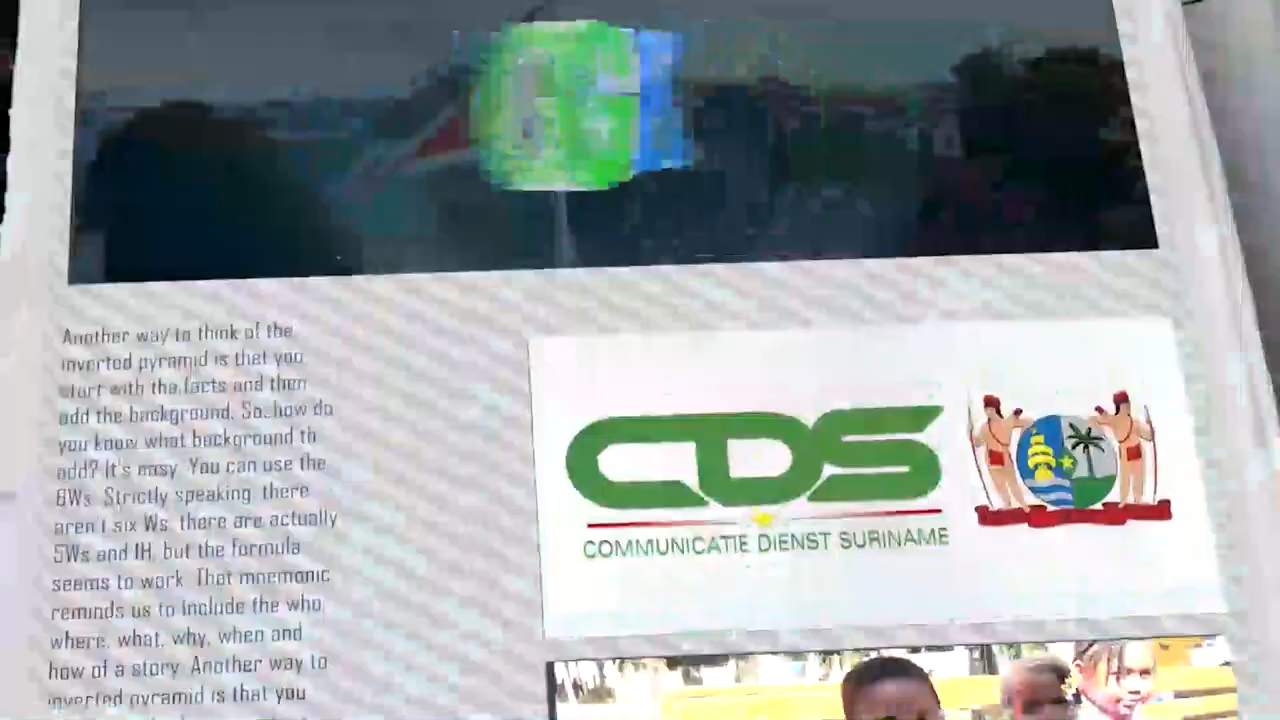 Another way to think of the
inverted pyramid is that you
start with the facts and then
add the background. So, how do
you know what background th
add? It's easy. You can use the
6Ws. Strictly speaking, there
aren't six Ws, there are actually
5Ws and 1H, but the formula
seems to work. That mnemonic
reminds us to include the who,
where, what, why, when and
how of a story. Another way to
inverted pyramid is that you
CDS
COMMUNICATIE DIENST SURINAME